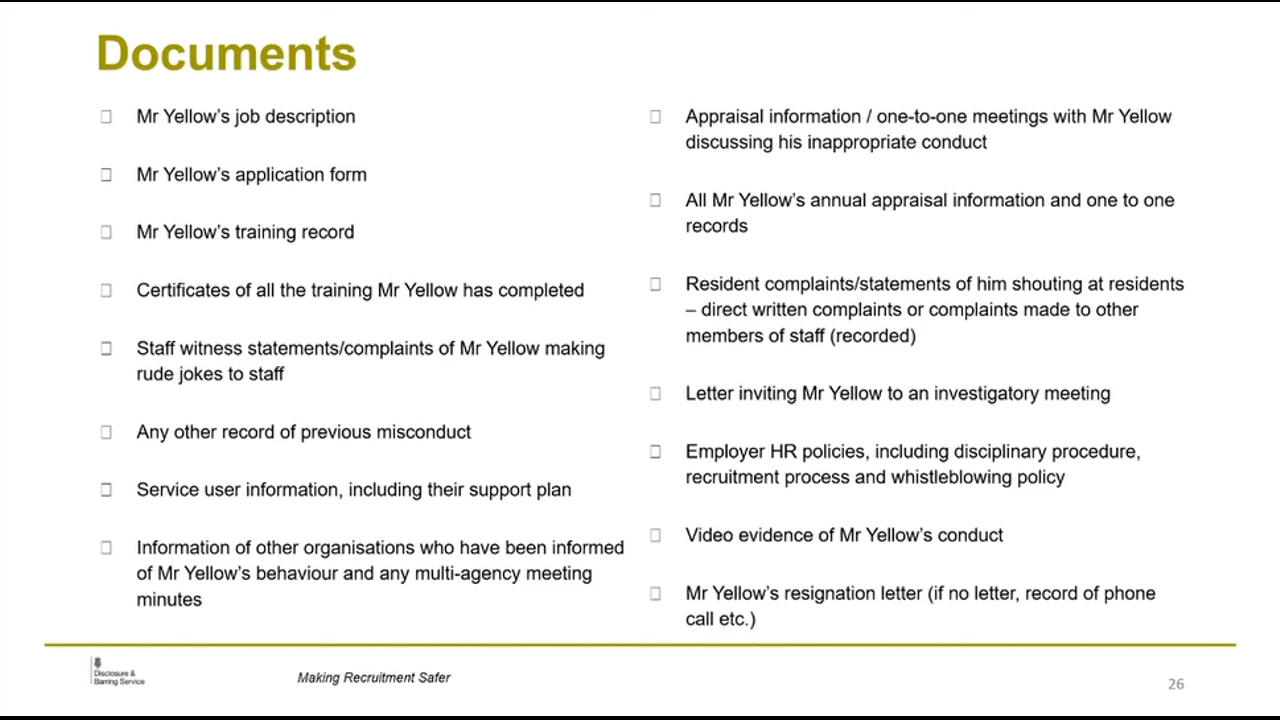 Documents
Mr Yellow’s job description
Mr Yellow’s application form
Mr Yellow’s training record
Certificates of all the training Mr Yellow has completed
Staff witness statements/complaints of Mr Yellow making
rude jokes to staff
Any other record of previous misconduct
Service user information, including their support plan
Information of other organisations who have been informed
of Mr Yellow’s behaviour and any multi-agency meeting
minutes
Appraisal information / one-to-one meetings with Mr Yellow
discussing his inappropriate conduct
All Mr Yellow’s annual appraisal information and one to one
records
Resident complaints/statements of him shouting at residents
– direct written complaints or complaints made to other
members of staff (recorded)
Letter inviting Mr Yellow to an investigatory meeting
Employer HR policies, including disciplinary procedure,
recruitment process and whistleblowing policy
Video evidence of Mr Yellow’s conduct
Mr Yellow’s resignation letter (if no letter, record of phone
call etc.)
Disclosure &
Barring Service
Making Recruitment Safer
26